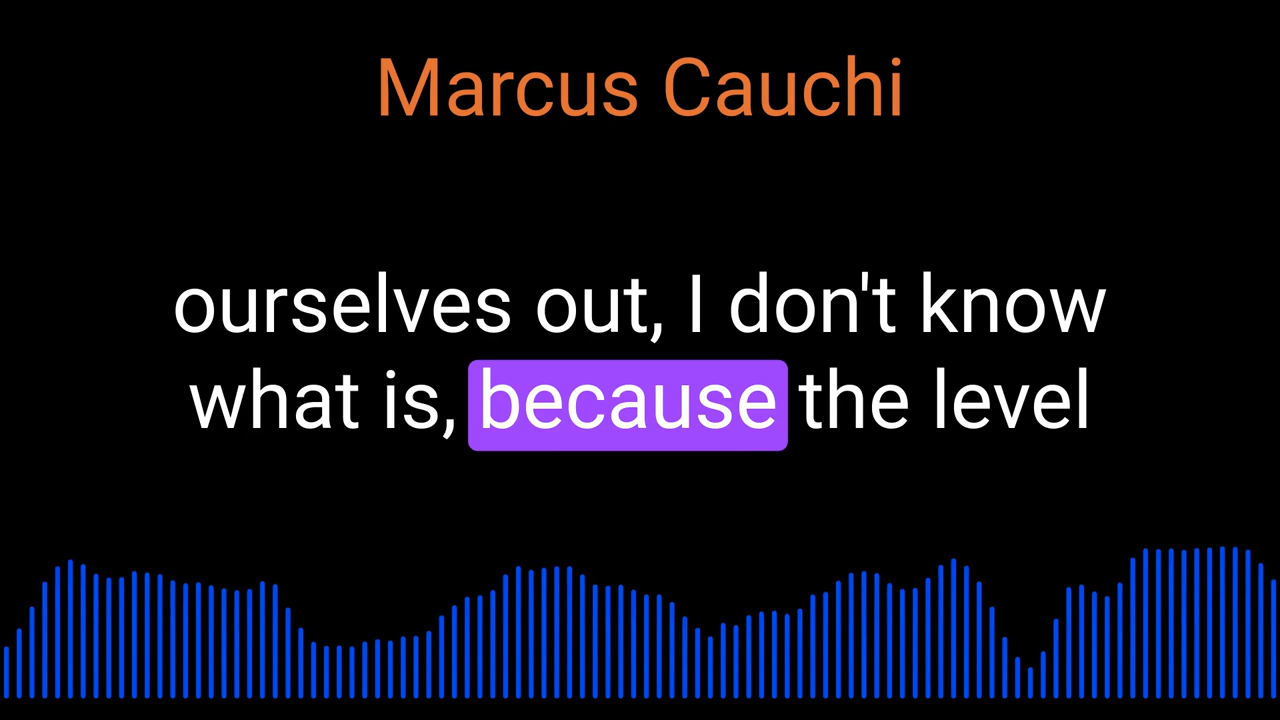 Marcus Cauchi
ourselves out, I don't know
what is, because the level